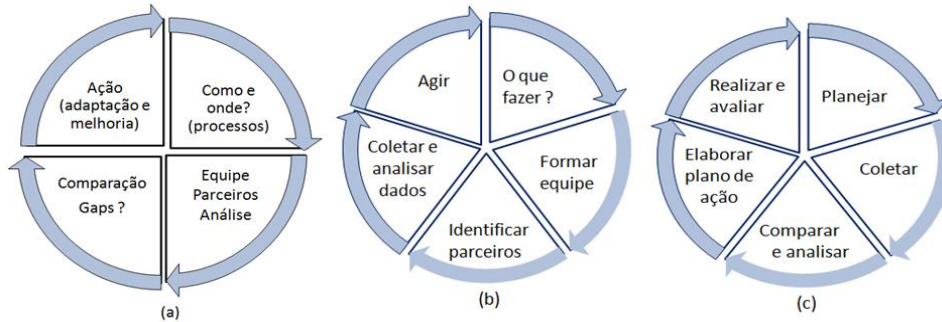 Ação
(adaptação e
melhoria)
Como e
onde?
(processos)
Equipe
Parceiros
Análise
Comparação
Gaps ?
(a)
Agir
O que
fazer ?
Formar
equipe
Identificar
parceiros
Coletar e
analisar
dados
(b)
Realizar e
avaliar
Planejar
Coletar
Comparar
e analisar
Elaborar
plano de
ação
(c)